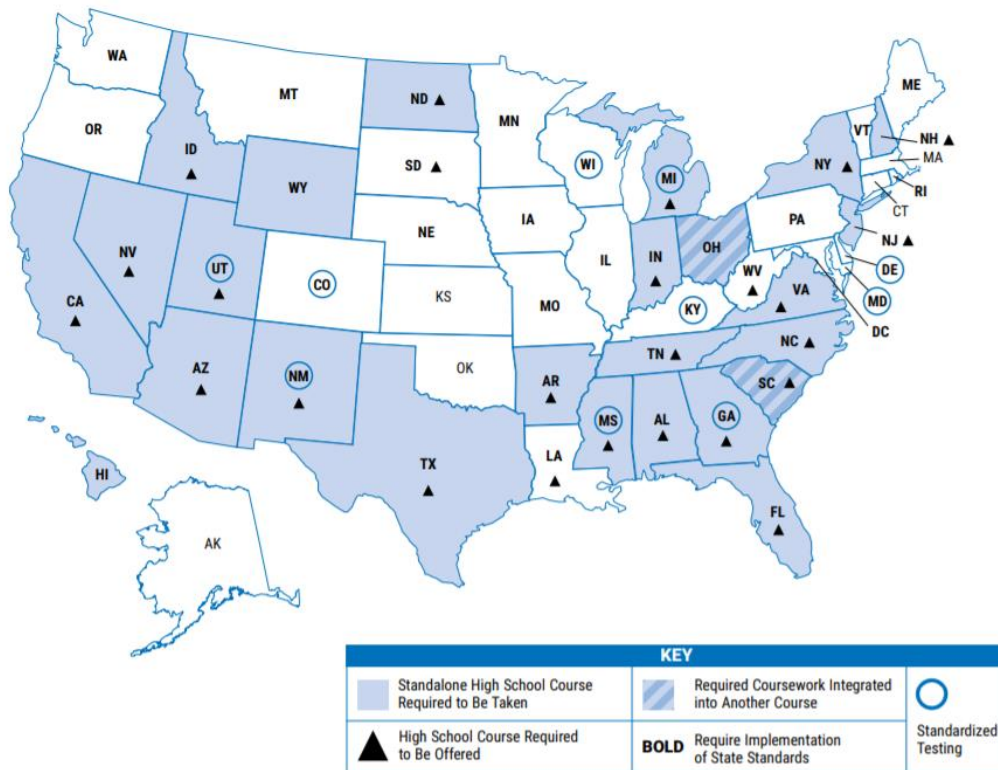 WA
MT
ND
MN
ME
OR
ID
SD
WI
MI
VT
NH
MA
NY
WY
RI
CT
IA
NE
PA
NJ
NV
UT
CO
IL
IN
OH
WV
DE
MD
DC
CA
KS
MO
KY
VA
AZ
NM
OK
AR
TN
NC
SC
MS
AL
GA
TX
LA
HI
FL
AK
KEY
Standalone High School Course
Required to Be Taken
Required Coursework Integrated
into Another Course
Standardized
Testing
High School Course Required
to Be Offered
BOLD Require Implementation
of State Standards